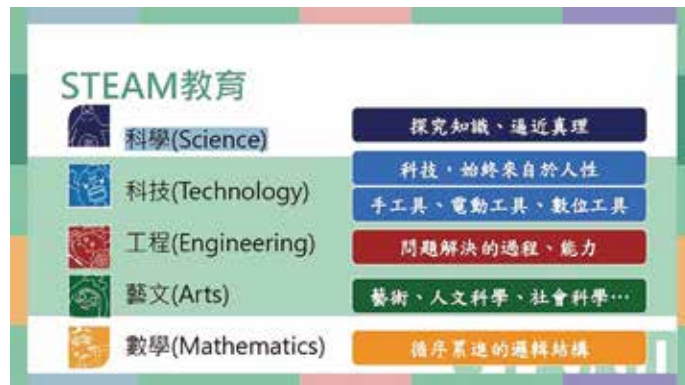 STEAM教育
科學(Science)
探究知識、逼近真理
科技(Technology)
科技，始終來自於人性
手工具、電動工具、數位工具
工程(Engineering)
問題解決的過程、能力
藝文(Arts)
藝術、人文科學、社會科學…
數學(Mathematics)
循序累進的邏輯結構